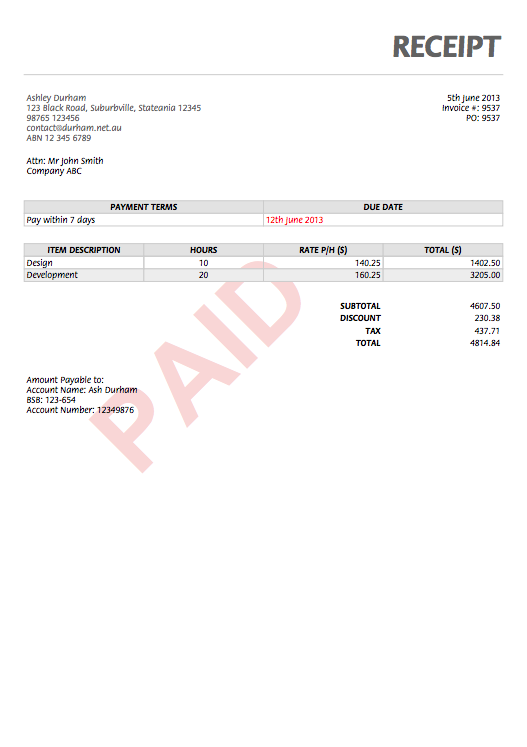 RECEIPT
Ashley Durham
123 Black Road, Suburbville, Stateania 12345
98765 123456
contact@durham.net.au
ABN 12 345 6789
5th June 2013
Invoice #: 9537
PO: 9537
Attn: Mr John Smith
Company ABC
PAYMENT TERMS DUE DATE
Pay within 7 days 12th June 2013
ITEM DESCRIPTION HOURS RATE P/H ($) TOTAL ($)
Design 10 140.25 1402.50
Development 20 160.25 3205.00
SUBTOTAL 4607.50
DISCOUNT 230.38
TAX 437.71
TOTAL 4814.84
PAID
Amount Payable to:
Account Name: Ash Durham
BSB: 123-654
Account Number: 12349876